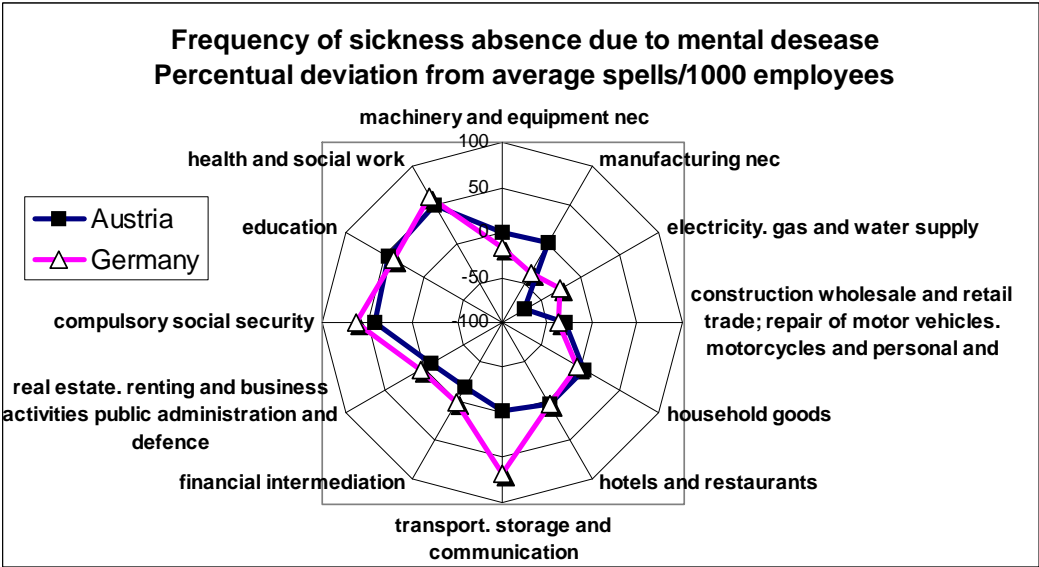 Frequency of sickness absence due to mental desease
Percentual deviation from average spells/1000 employees
machinery and equipment nec
100
health and social work
manufacturing nec
50
Austria
education
0
electricity. gas and water supply
Germany
-50
construction wholesale and retail
trade; repair of motor vehicles.
motorcycles and personal and
compulsory social security
-100
real estate. renting and business
activities public administration and
defence
household goods
financial intermediation
hotels and restaurants
transport. storage and
communication